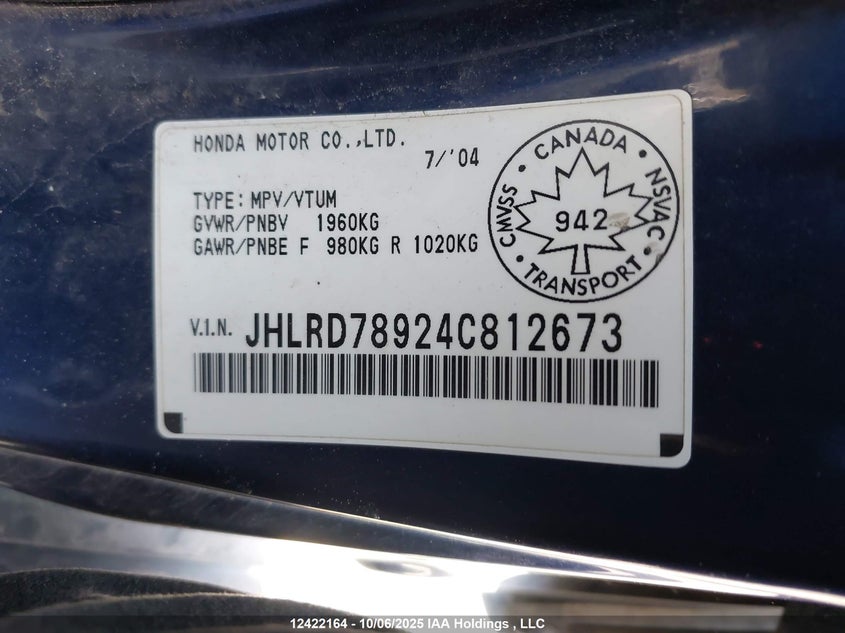 HONDA MOTOR CO.,LTD.
7/'04
TYPE: MPV/VTUM
GVWR/PNBV 1960KG
GAWR/PNBE F 980KG R 1020KG
CANADA • NSVAC • TRANSPORT • CMVSS •
942
V.I.N. JHLRD78924C812673
12422164 - 10/06/2025 IAA Holdings , LLC